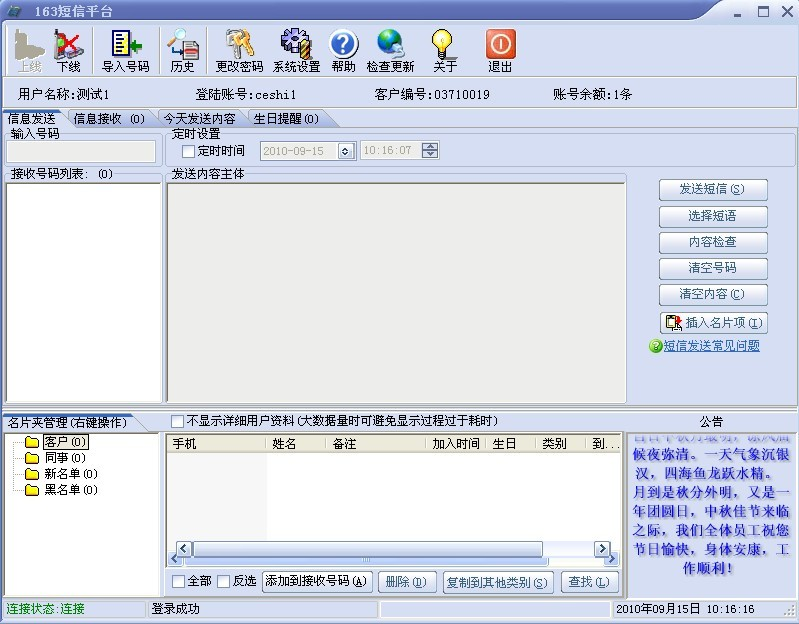 163短信平台
上线 下线 导入号码 历史 更改密码 系统设置 帮助 检查更新 关于 退出
用户名称:测试1 登陆账号:ceshi1 客户编号:03710019 账号余额:1条
信息发送 信息接收 (0) 今天发送内容 生日提醒(0)
输入号码 定时设置
定时时间 2010-09-15 10:16:07
接收号码列表: (0) 发送内容主体
发送短信(S)
选择短语
内容检查
清空号码
清空内容(C)
插入名片项(I)
短信发送常见问题
名片夹管理(右键操作) 不显示详细用户资料(大数据量时可避免显示过程过于耗时) 公告
客户(0)
同事(0)
新名单(0)
黑名单(0)
手机 姓名 备注 加入时间 生日 类别 到...
候夜弥清。一天气象沉银
汉，四海鱼龙跃水精。
月到是秋分外明，又是一
年团圆日，中秋佳节来临
之际，我们全体员工祝您
节日愉快，身体安康，工
作顺利！
全部 反选 添加到接收号码(A) 删除(D) 复制到其他类别(S) 查找(L)
连接状态:连接 登录成功 2010年09月15日 10:16:16